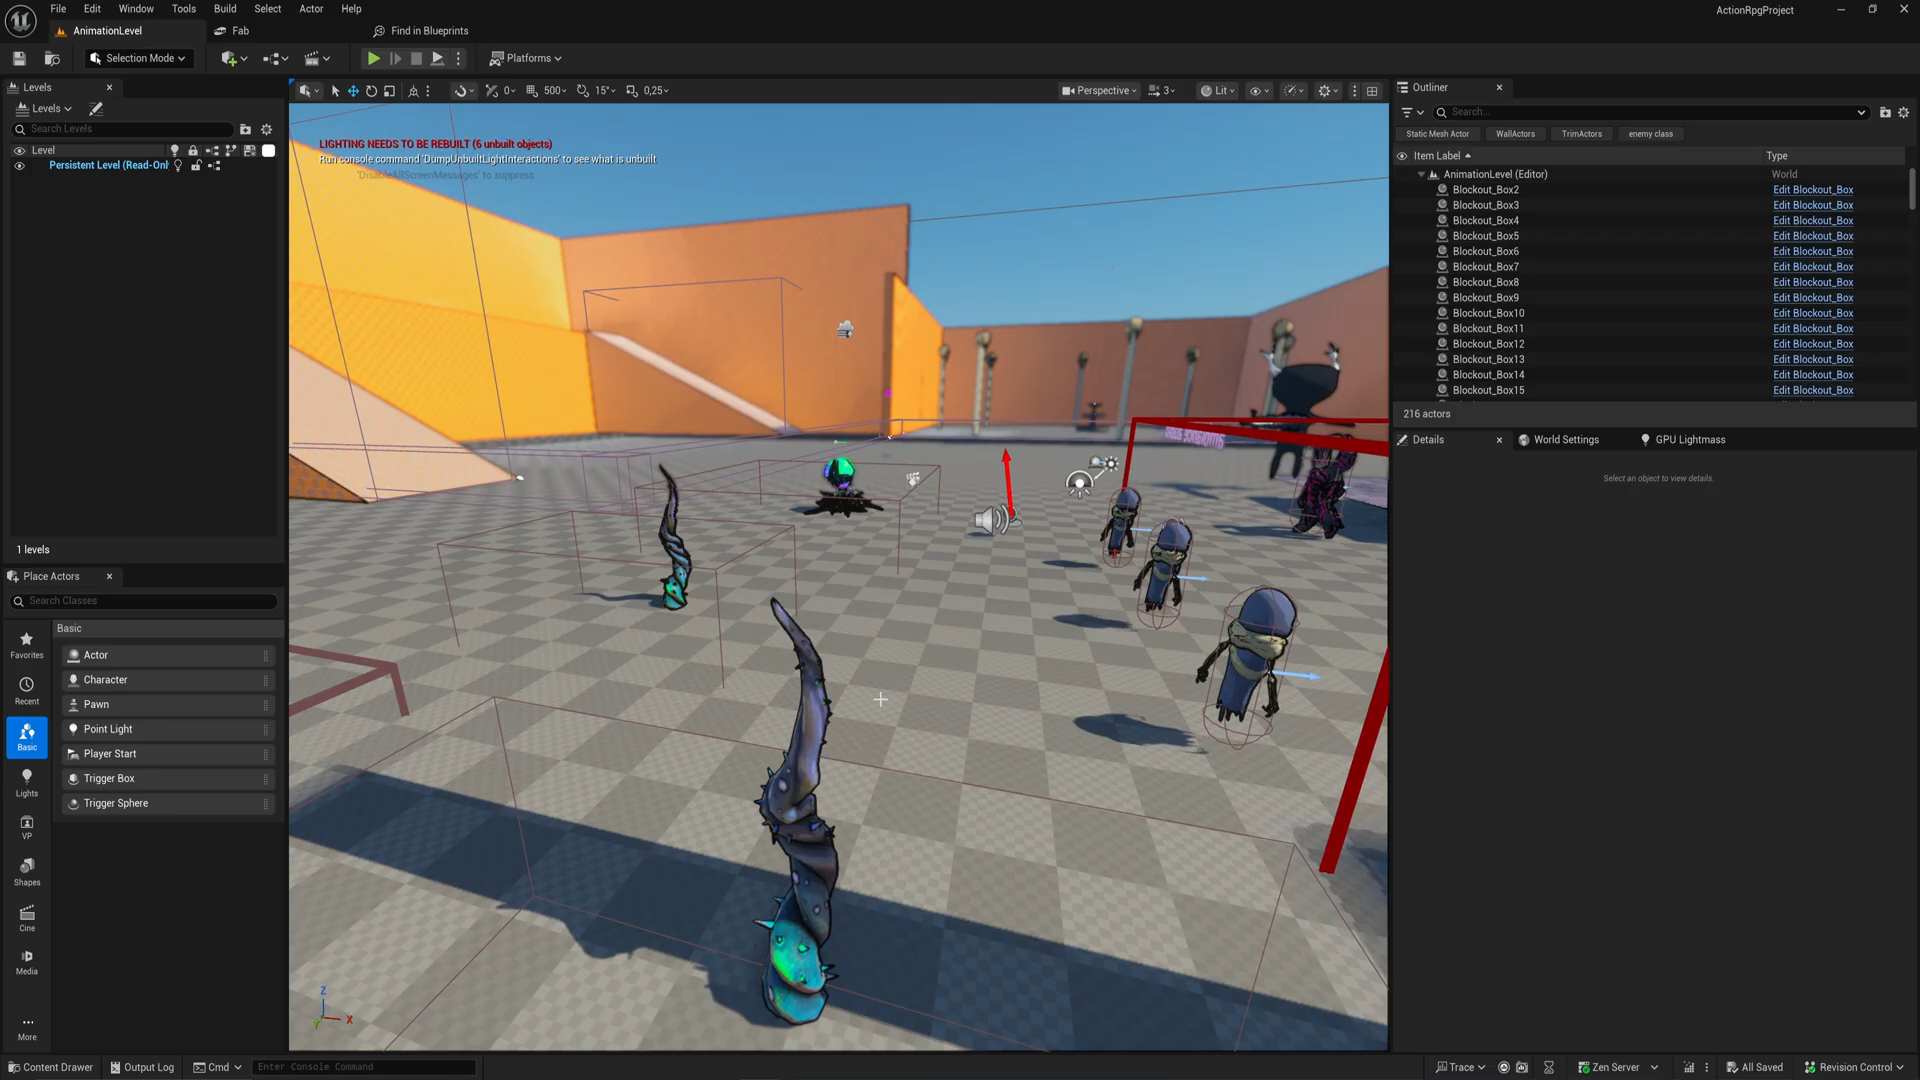 File Edit Window Tools Build Select Actor Help
ActionRpgProject
AnimationLevel
Fab
Find in Blueprints
Selection Mode
Platforms
Levels
Levels
Search Levels
Level
Persistent Level (Read-Onl
1 levels
Place Actors
Search Classes
Favorites
Recent
Basic
Lights
VP
Shapes
Cine
Media
More
Basic
Actor
Character
Pawn
Point Light
Player Start
Trigger Box
Trigger Sphere
0
500
15°
0,25
Perspective
3
Lit
LIGHTING NEEDS TO BE REBUILT (6 unbuilt objects)
Run console command 'DumpUnbuiltLightInteractions' to see what is unbuilt
'DisableAllScreenMessages' to suppress
Z
Y
X
Outliner
Search...
Static Mesh Actor
WallActors
TrimActors
enemy class
Item Label
Type
AnimationLevel (Editor) World
Blockout_Box2 Edit Blockout_Box
Blockout_Box3 Edit Blockout_Box
Blockout_Box4 Edit Blockout_Box
Blockout_Box5 Edit Blockout_Box
Blockout_Box6 Edit Blockout_Box
Blockout_Box7 Edit Blockout_Box
Blockout_Box8 Edit Blockout_Box
Blockout_Box9 Edit Blockout_Box
Blockout_Box10 Edit Blockout_Box
Blockout_Box11 Edit Blockout_Box
Blockout_Box12 Edit Blockout_Box
Blockout_Box13 Edit Blockout_Box
Blockout_Box14 Edit Blockout_Box
Blockout_Box15 Edit Blockout_Box
216 actors
Details
World Settings
GPU Lightmass
Select an object to view details.
Content Drawer
Output Log
Cmd
Enter Console Command
Trace
Zen Server
All Saved
Revision Control